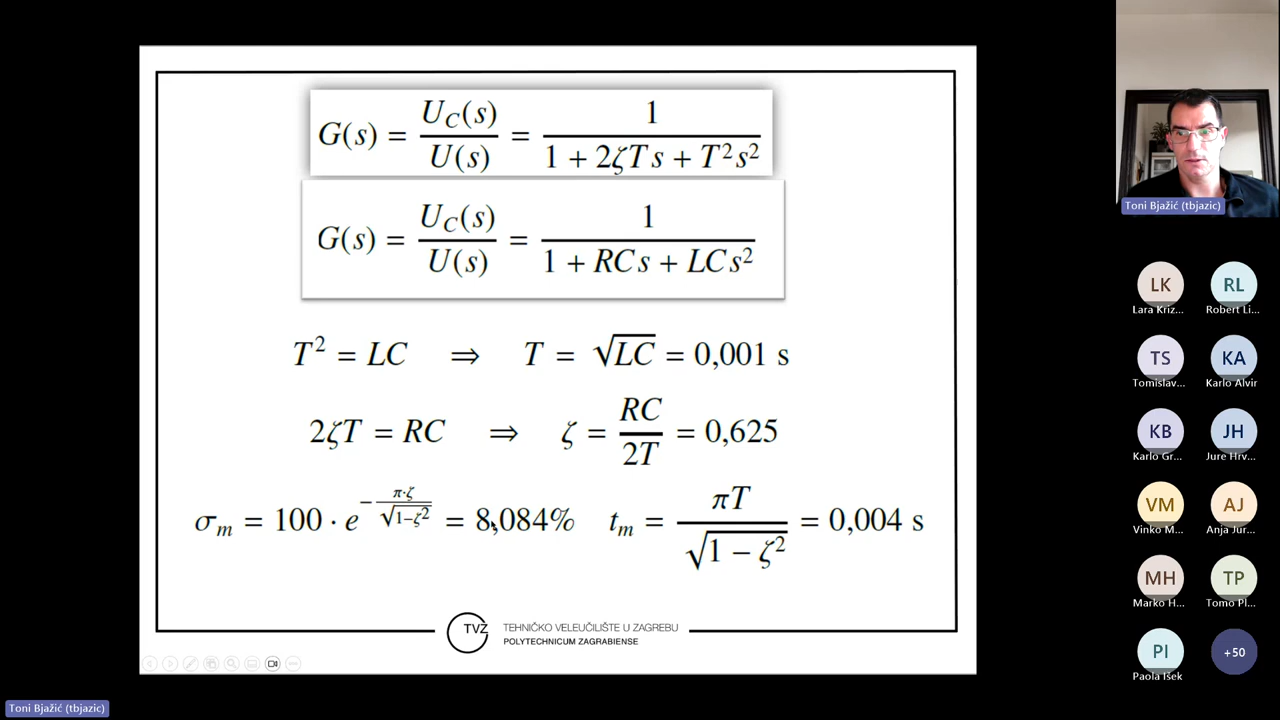 G(s) = U_C(s) / U(s) = 1 / (1 + 2ζTs + T²s²)
G(s) = U_C(s) / U(s) = 1 / (1 + RCs + LCs²)
T² = LC ⇒ T = √LC = 0,001 s
2ζT = RC ⇒ ζ = RC / 2T = 0,625
σ_m = 100 · e^(−π·ζ / √(1−ζ²)) = 8,084% t_m = πT / √(1 − ζ²) = 0,004 s
TVZ
TEHNIČKO VELEUČILIŠTE U ZAGREBU
POLYTECHNICUM ZAGRABIENSE
Toni Bjažić (tbjazic)
LK
Lara Kriz...
RL
Robert Li...
TS
Tomislav...
KA
Karlo Alvir
KB
Karlo Gr...
JH
Jure Hrv...
VM
Vinko M...
AJ
Anja Jur...
MH
Marko H...
TP
Tomo Pl...
PI
Paola Išek
+50
Toni Bjažić (tbjazic)